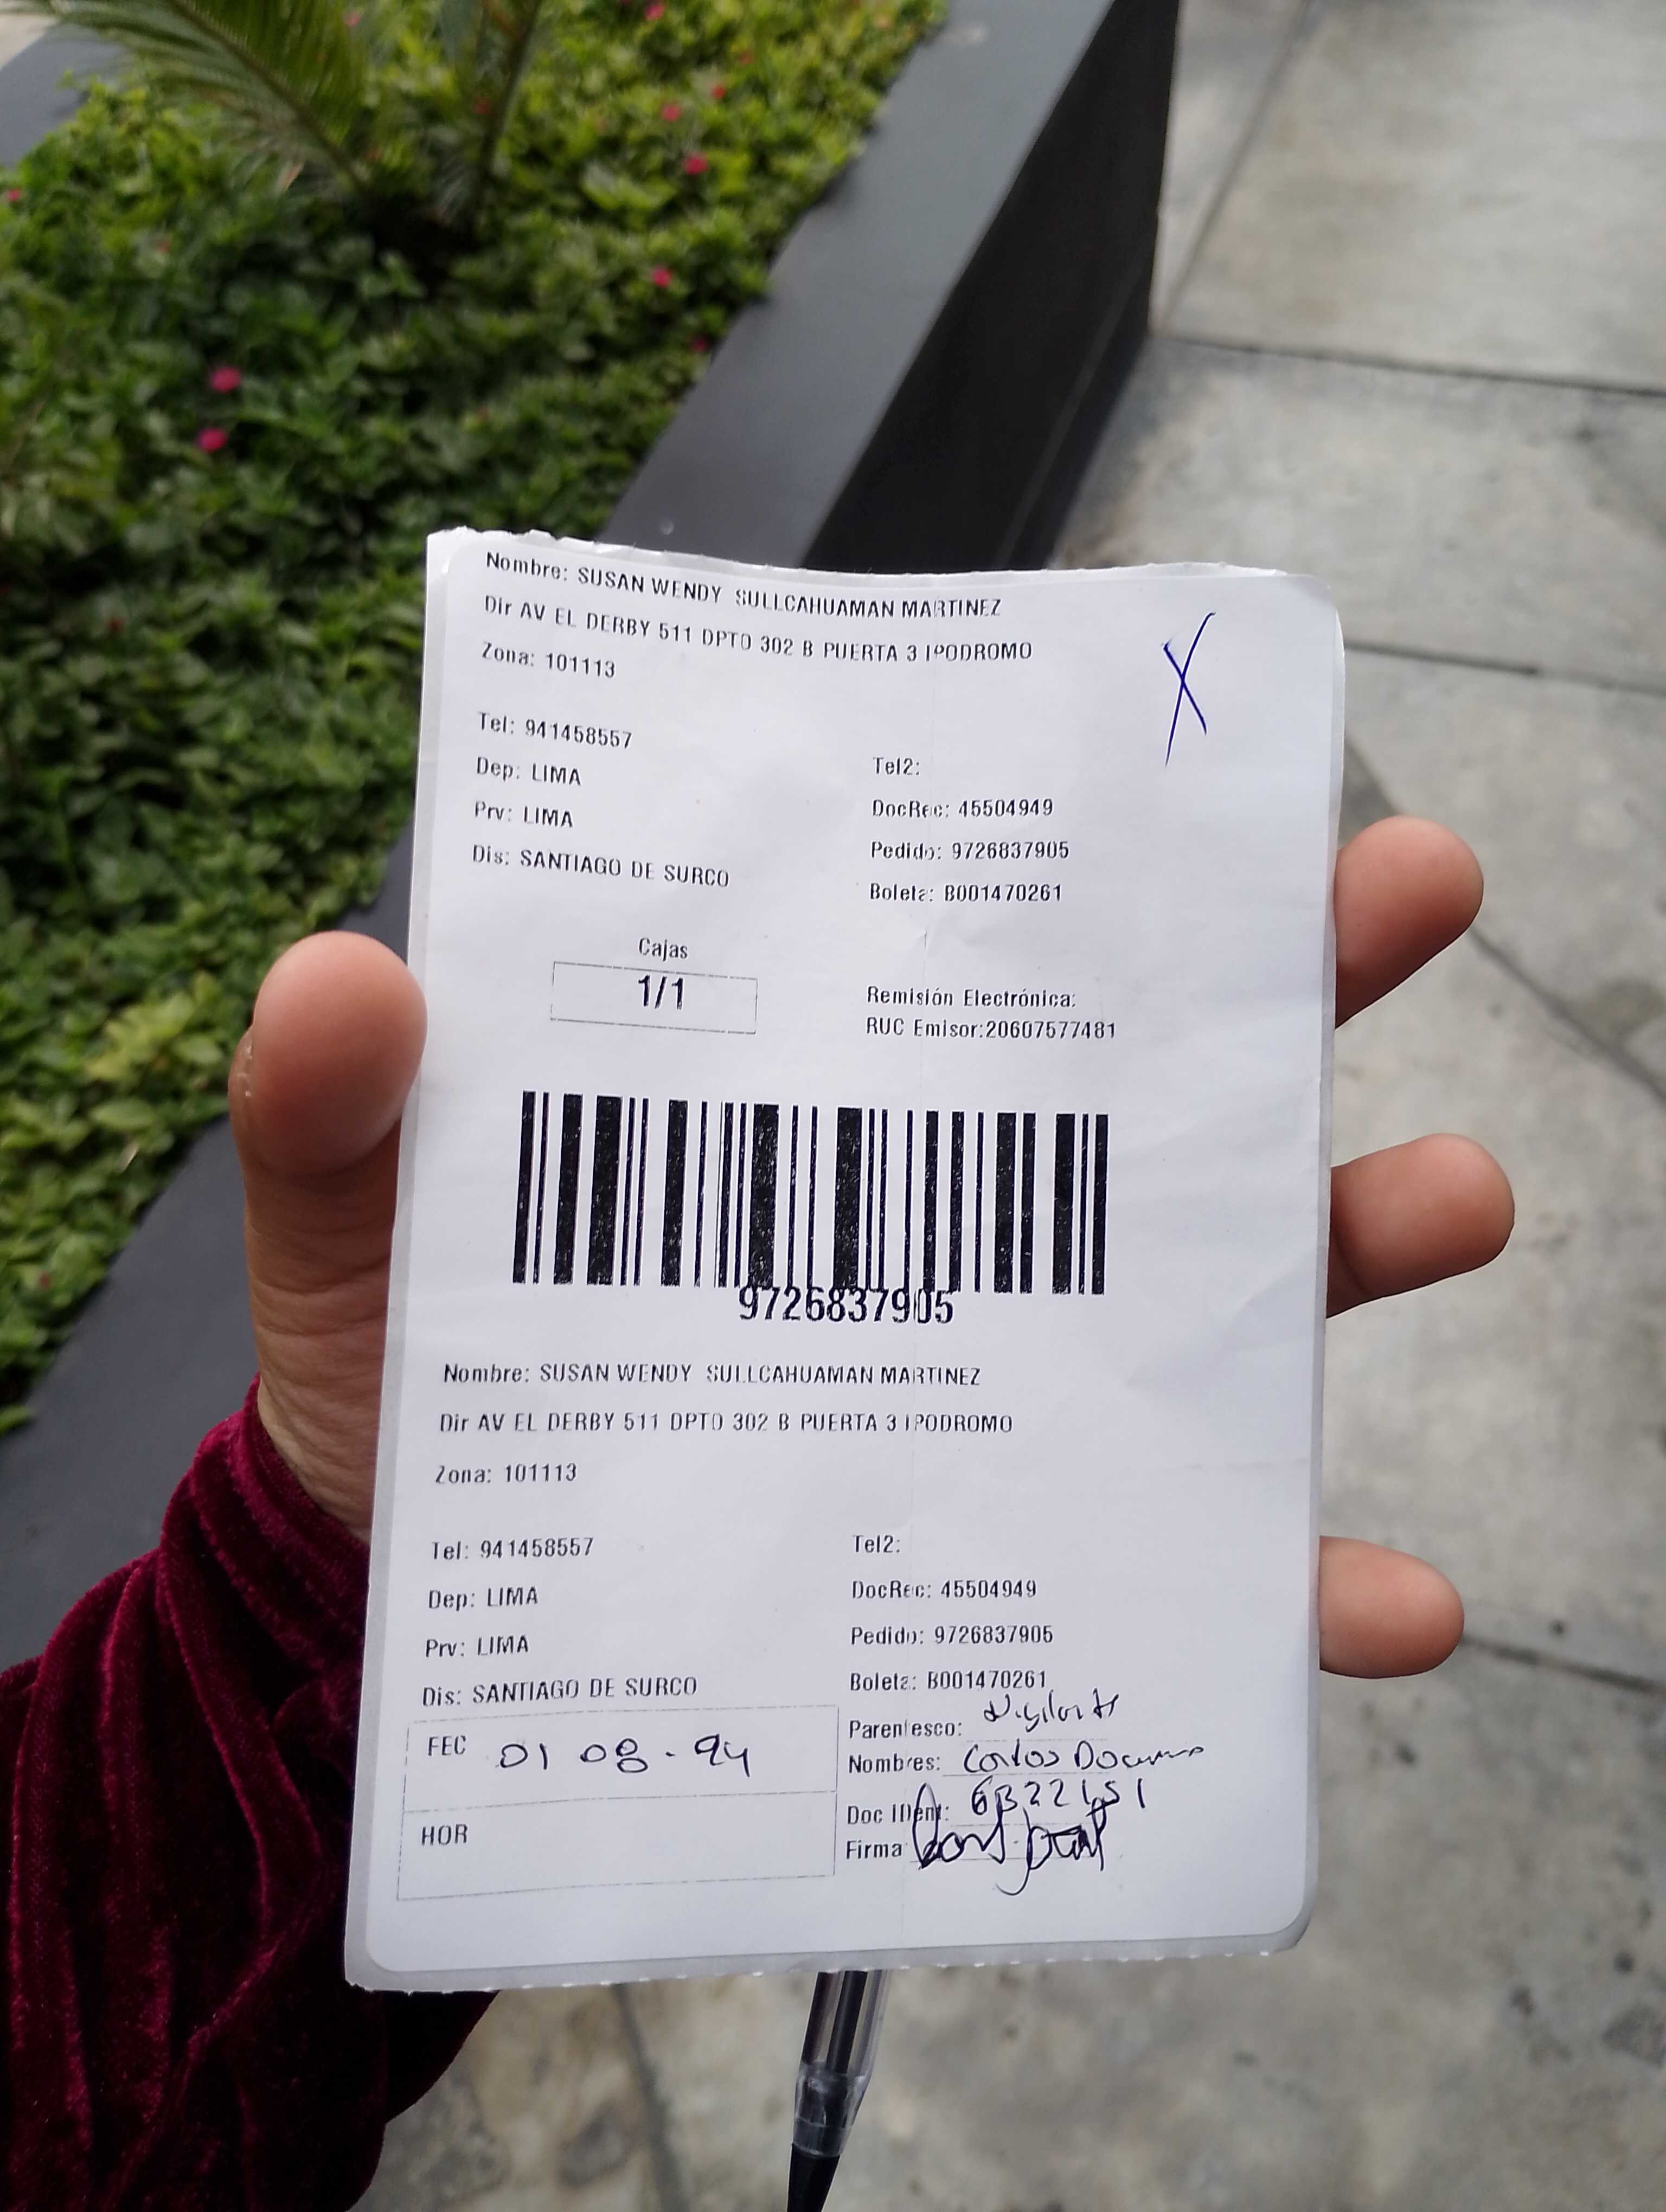 Nombre: SUSAN WENDY SULLCAHUAMAN MARTINEZ
Dir AV EL DERBY 511 DPTO 302 B PUERTA 3 IPODROMO
Zona: 101113
Tel: 941458557
Tel2:
Dep: LIMA
DocRec: 45504949
Prv: LIMA
Pedido: 9726837905
Dis: SANTIAGO DE SURCO
Boleta: B001470261
Cajas
1/1
Remisión Electrónica:
RUC Emisor:20607577481
9726837905
Nombre: SUSAN WENDY SULLCAHUAMAN MARTINEZ
Dir AV EL DERBY 511 DPTO 302 B PUERTA 3 IPODROMO
Zona: 101113
Tel: 941458557
Tel2:
Dep: LIMA
DocRec: 45504949
Prv: LIMA
Pedido: 9726837905
Dis: SANTIAGO DE SURCO
Boleta: B001470261
FEC 01 08 - 94
HOR
Parentesco: Vigilante
Nombres: Carlos
Doc IDent:
Firma